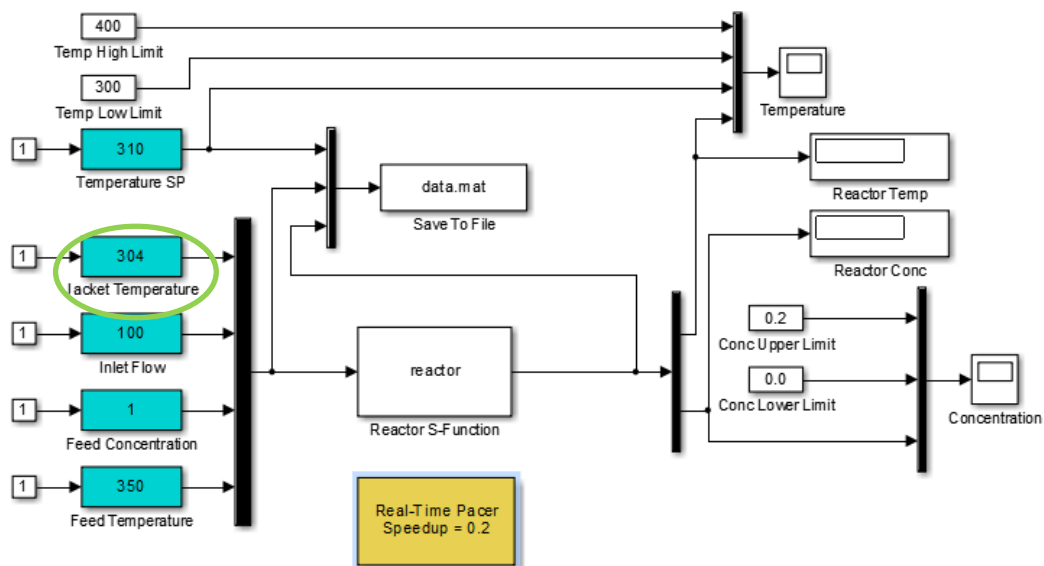 400
Temp High Limit
300
Temp Low Limit
Temperature
1
310
Temperature SP
data.mat
Save To File
Reactor Temp
1
304
Jacket Temperature
Reactor Conc
1
100
Inlet Flow
reactor
Reactor S-Function
0.2
Conc Upper Limit
0.0
Conc Lower Limit
Concentration
1
1
Feed Concentration
1
350
Feed Temperature
Real-Time Pacer
Speedup = 0.2